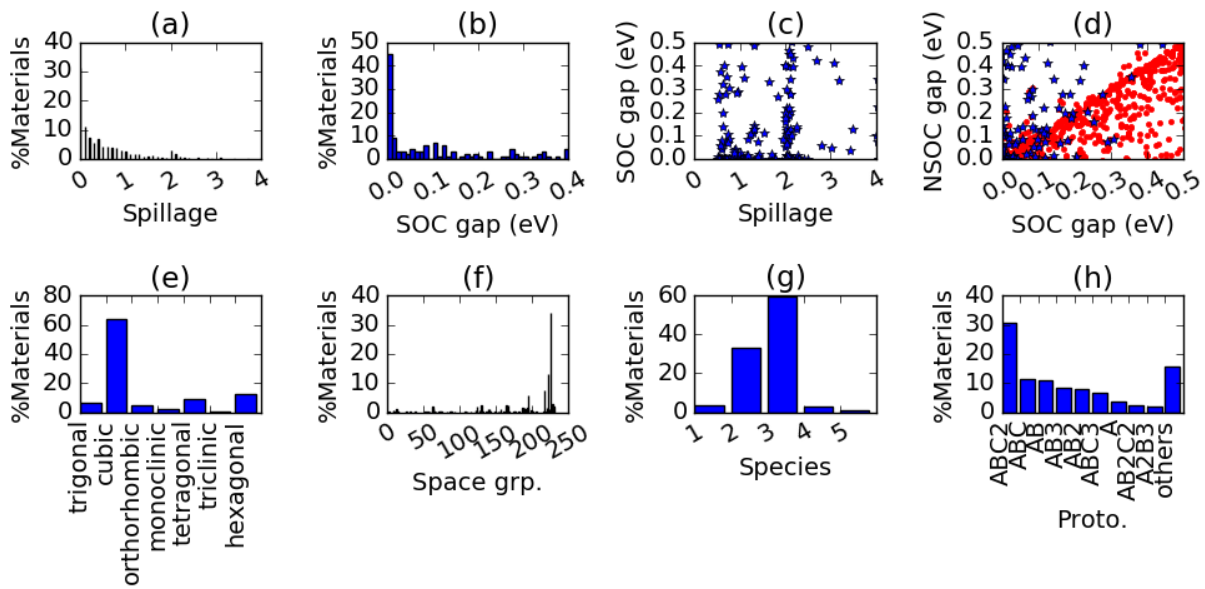 (a)
%Materials
40
30
20
10
0
0
1
2
3
4
Spillage
(b)
%Materials
50
40
30
20
10
0
0.0
0.1
0.2
0.3
0.4
SOC gap (eV)
(c)
SOC gap (eV)
0.5
0.4
0.3
0.2
0.1
0.0
0
1
2
3
4
Spillage
(d)
NSOC gap (eV)
0.5
0.4
0.3
0.2
0.1
0.0
0.0
0.1
0.2
0.3
0.4
0.5
SOC gap (eV)
(e)
%Materials
80
60
40
20
0
trigonal
cubic
orthorhombic
monoclinic
tetragonal
triclinic
hexagonal
(f)
%Materials
40
30
20
10
0
0
50
100
150
200
250
Space grp.
(g)
%Materials
60
40
20
0
1
2
3
4
5
Species
(h)
%Materials
40
30
20
10
0
ABC2
ABC
AB
AB3
AB2
ABC3
A
AB2C2
A2B3
others
Proto.